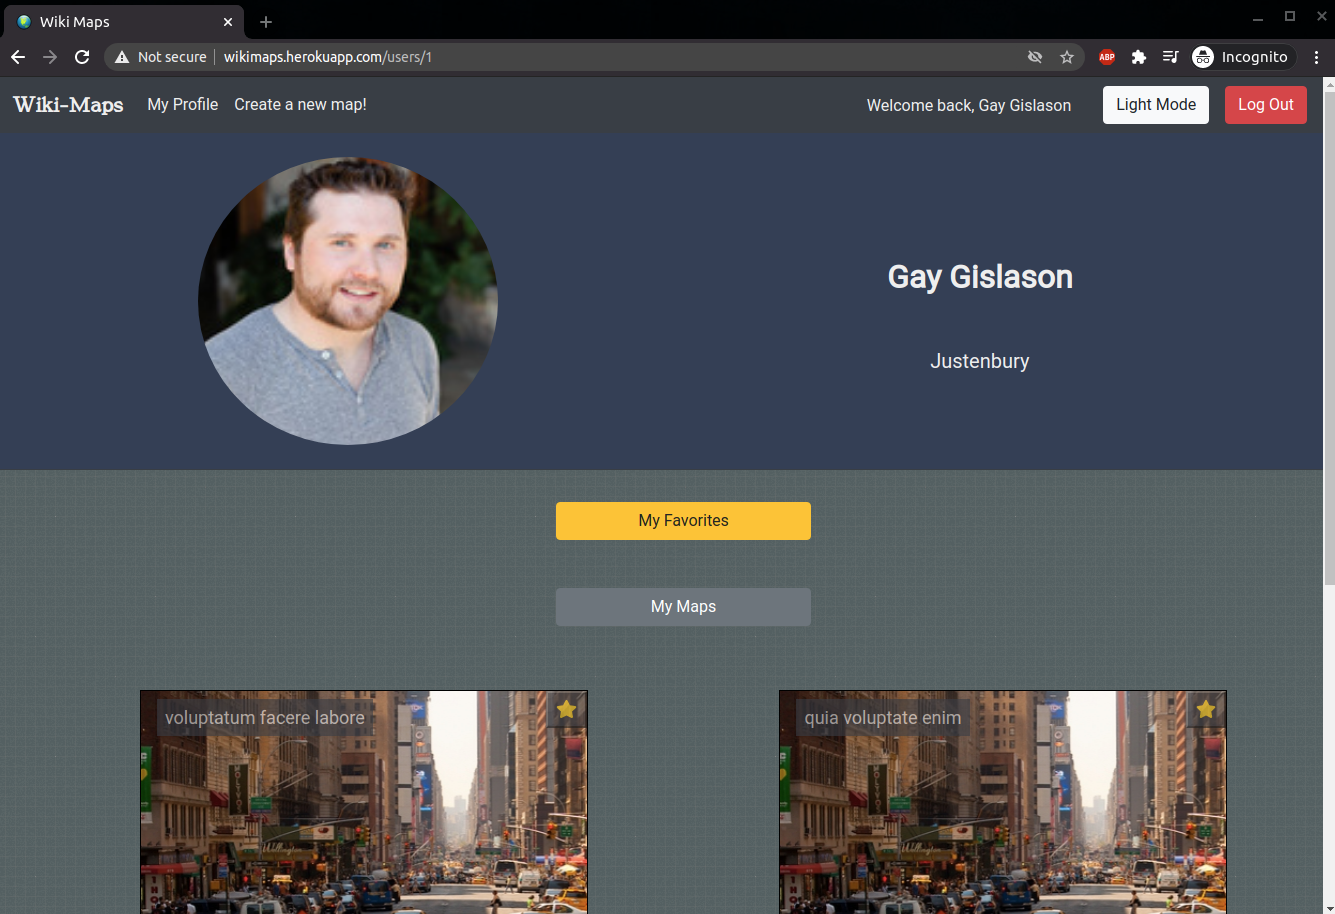 Wiki Maps
Not secure wikimaps.herokuapp.com/users/1
ABP
Incognito
Wiki-Maps My Profile Create a new map! Welcome back, Gay Gislason Light Mode Log Out
Gay Gislason
Justenbury
My Favorites
My Maps
voluptatum facere labore
quia voluptate enim